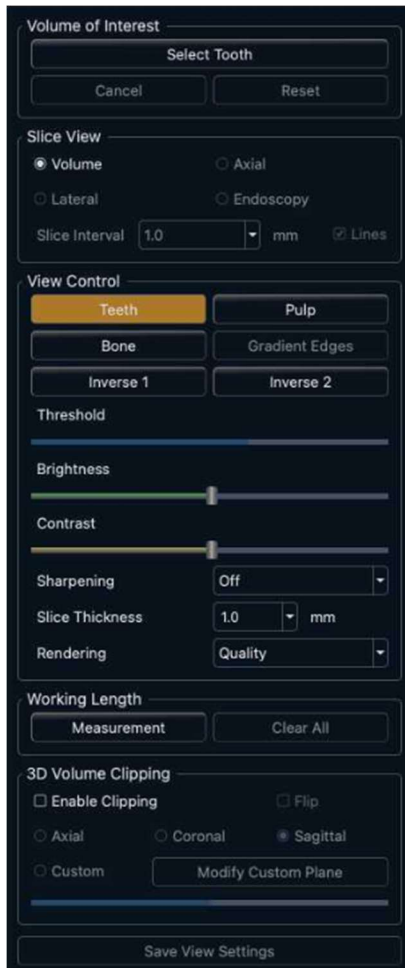 Volume of Interest
Select Tooth
Cancel Reset
Slice View
Volume Axial
Lateral Endoscopy
Slice Interval 1.0 mm Lines
View Control
Teeth Pulp
Bone Gradient Edges
Inverse 1 Inverse 2
Threshold
Brightness
Contrast
Sharpening Off
Slice Thickness 1.0 mm
Rendering Quality
Working Length
Measurement Clear All
3D Volume Clipping
Enable Clipping Flip
Axial Coronal Sagittal
Custom Modify Custom Plane
Save View Settings